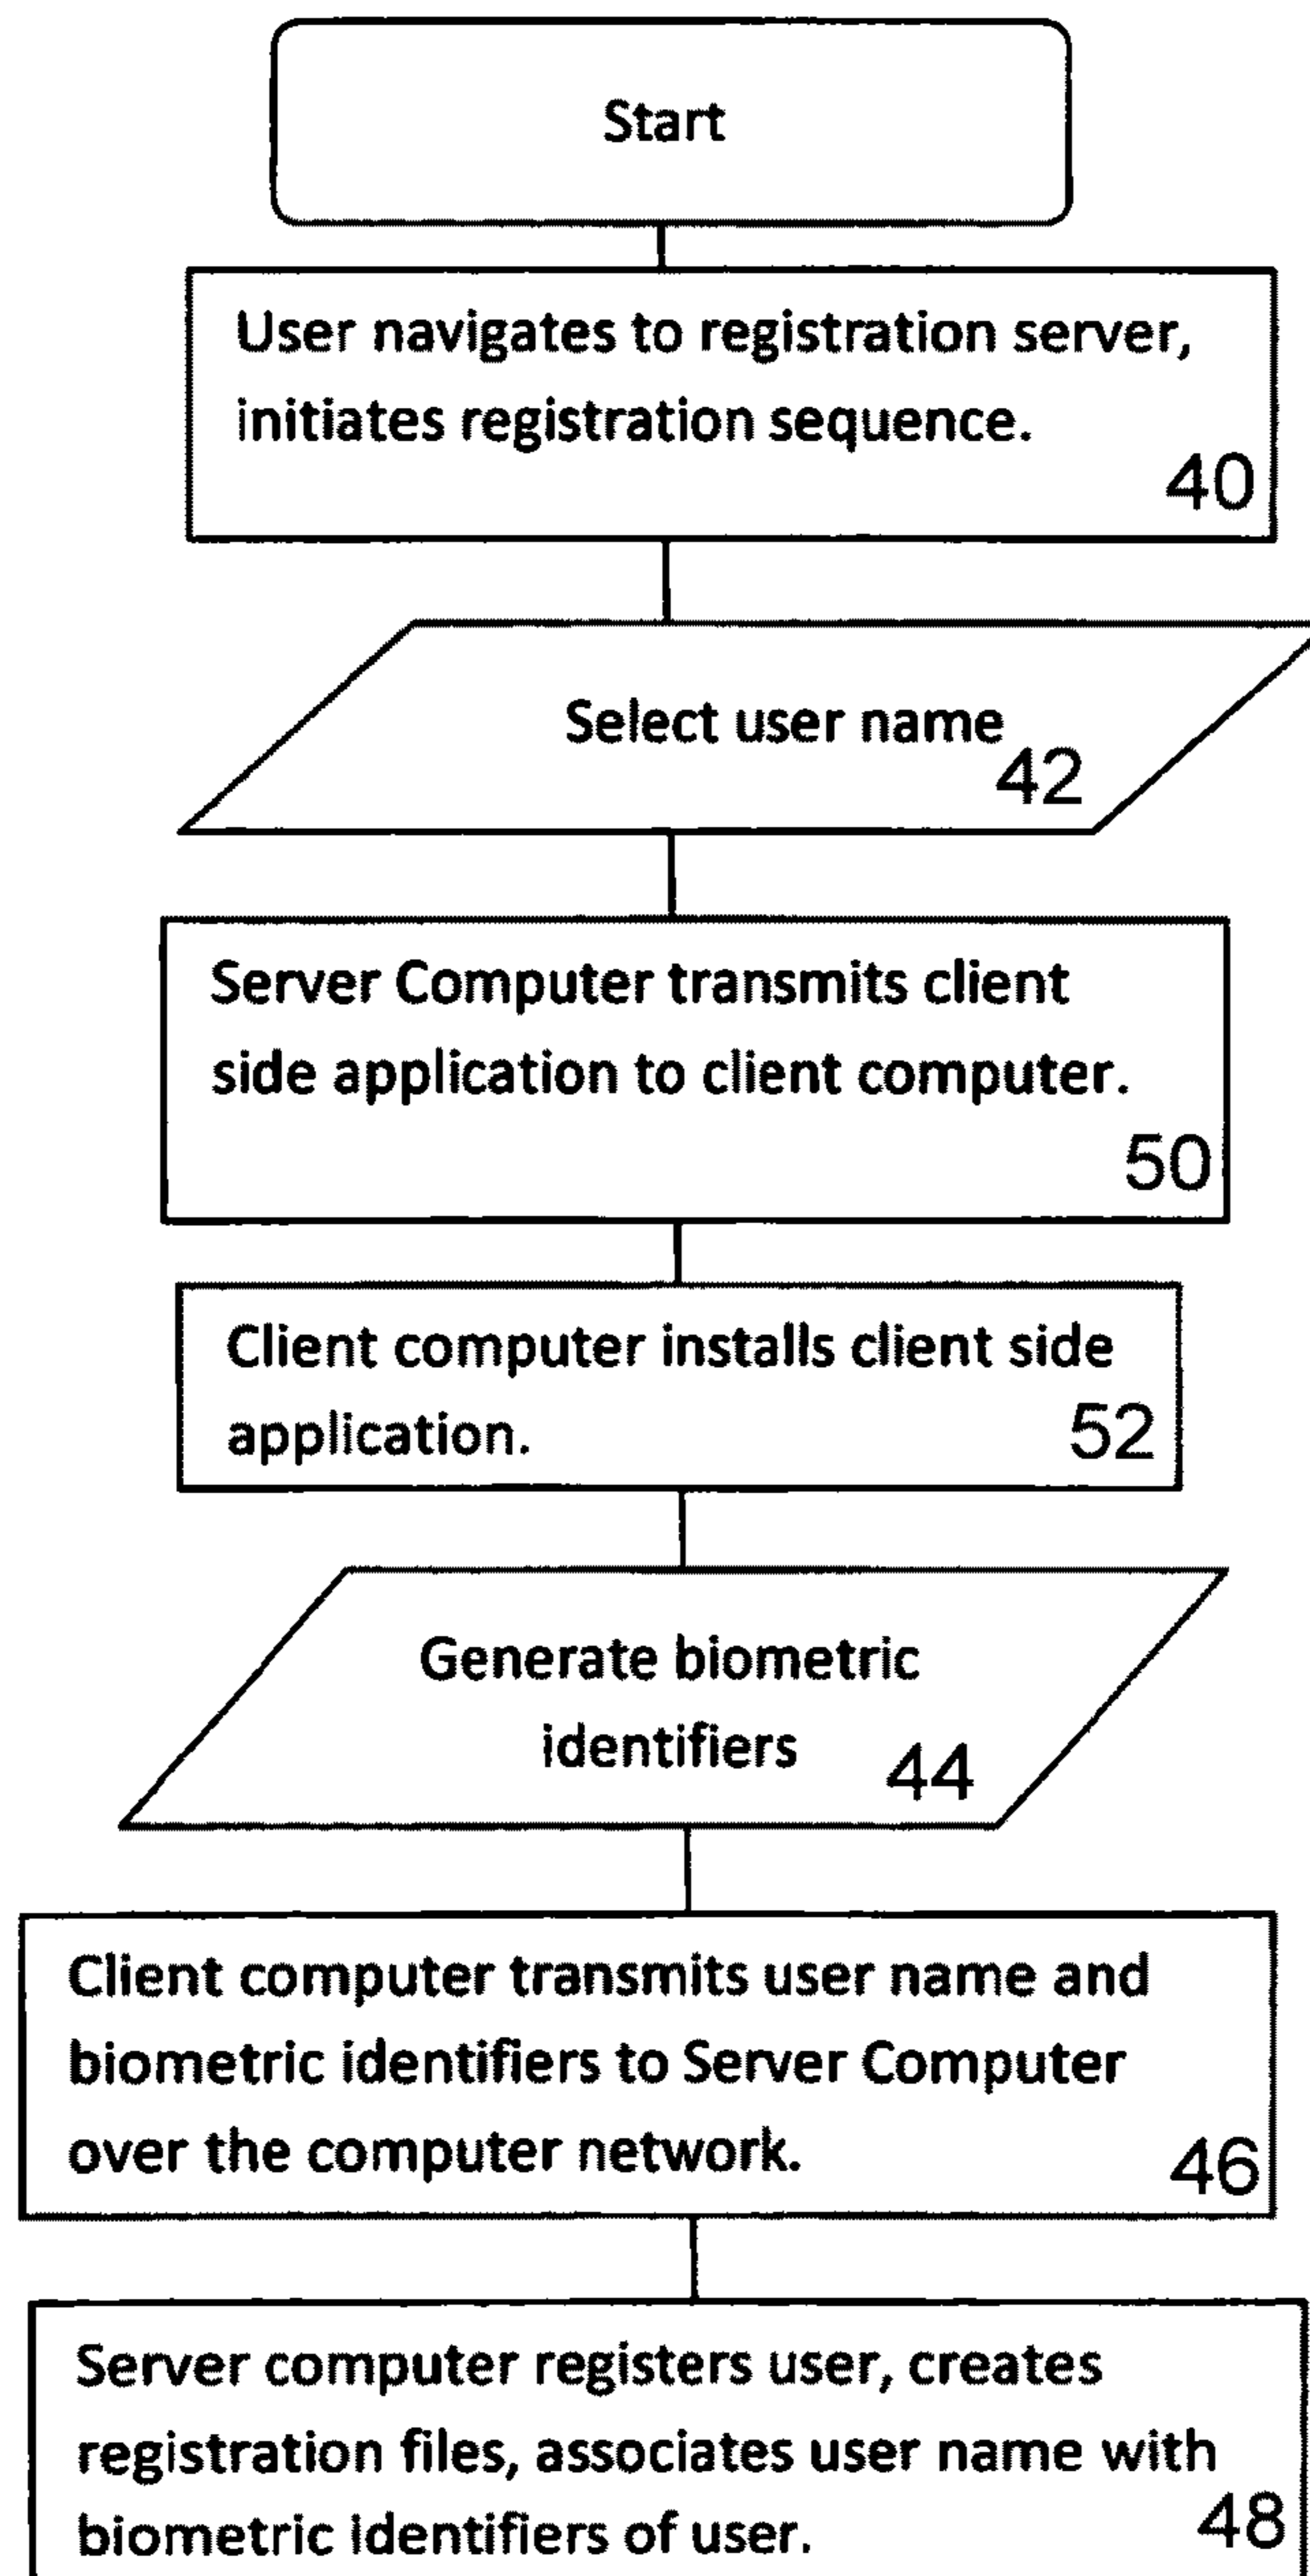 Start
User navigates to registration server,
initiates registration sequence.
40
Select user name
42
Server Computer transmits client
side application to client computer.
50
Client computer installs client side
application.
52
Generate biometric
identifiers
44
Client computer transmits user name and
biometric identifiers to Server Computer
over the computer network.
46
Server computer registers user, creates
registration files, associates user name with
biometric identifiers of user.
48